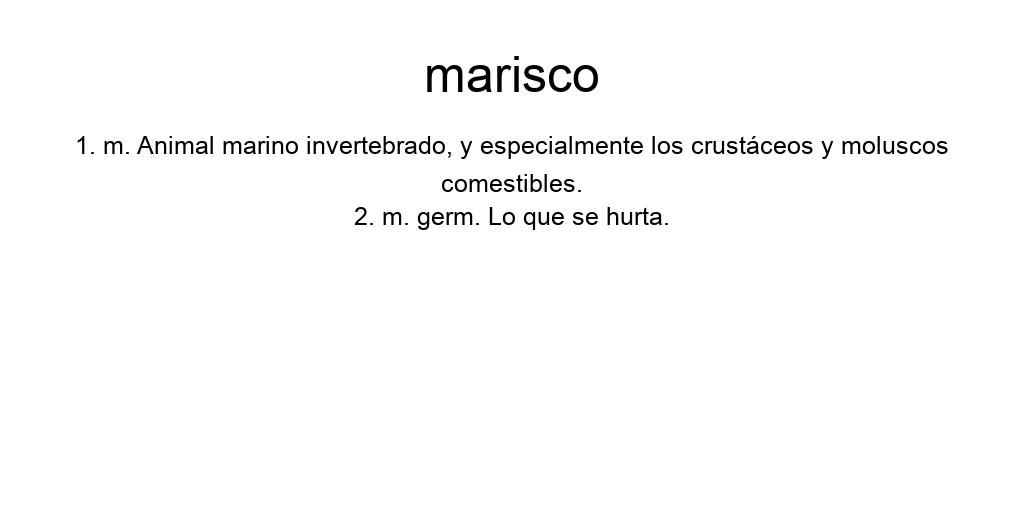 marisco
1. m. Animal marino invertebrado, y especialmente los crustáceos y moluscos
comestibles.
2. m. germ. Lo que se hurta.